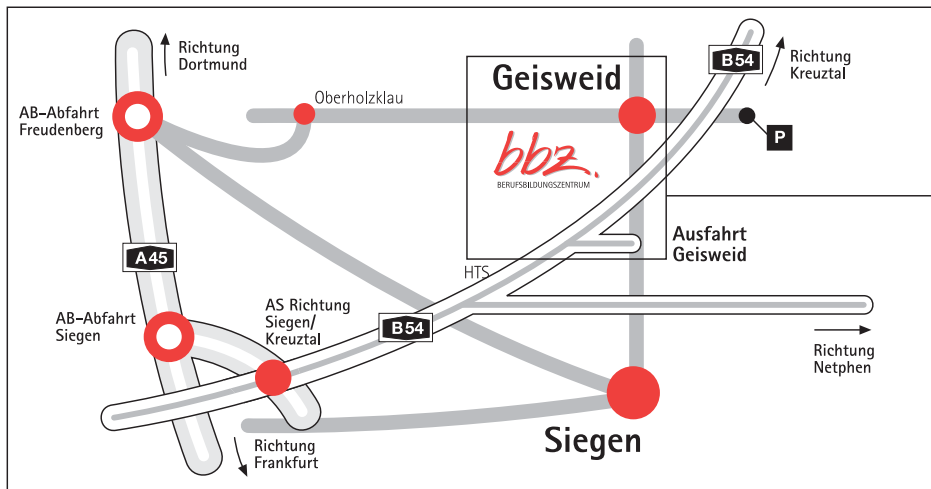 Richtung
Dortmund
B54
Richtung
Kreuztal
Geisweid
AB-Abfahrt
Freudenberg
Oberholzklau
P
bbz.
BERUFSBILDUNGSZENTRUM
A45
Ausfahrt
Geisweid
HTS
AB-Abfahrt
Siegen
AS Richtung
Siegen/
Kreuztal
B54
Richtung
Netphen
Siegen
Richtung
Frankfurt